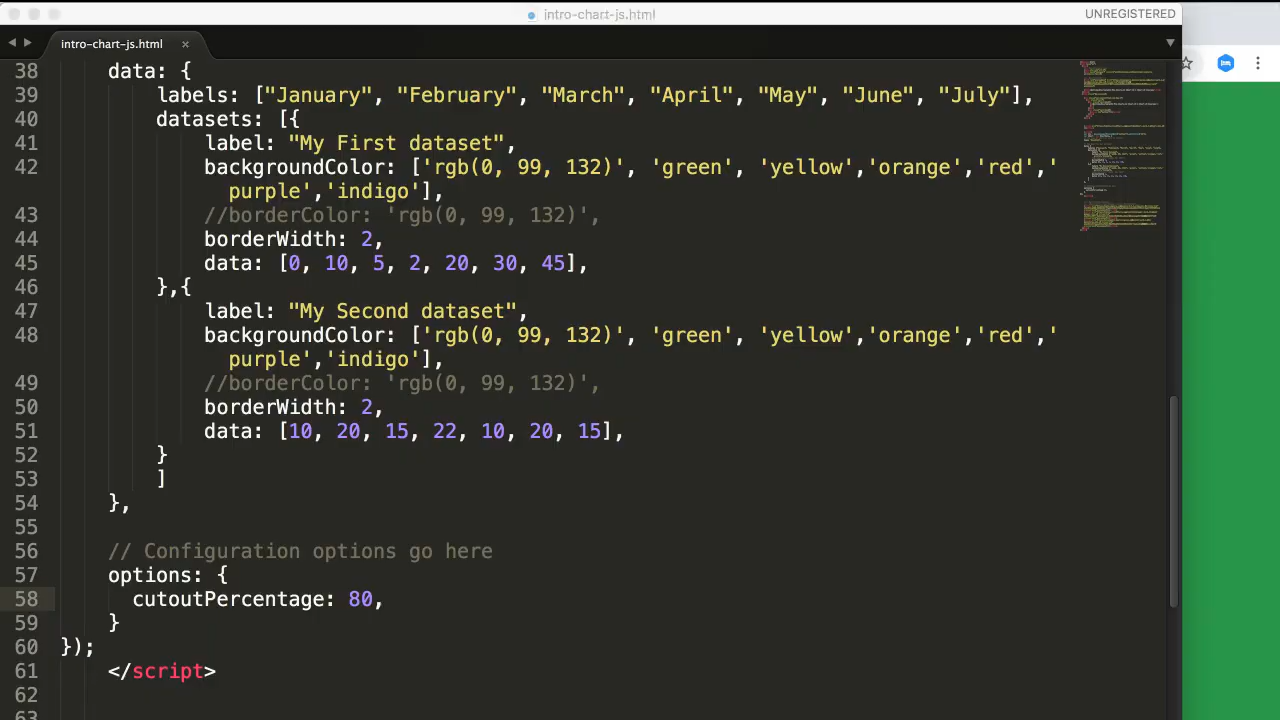 intro-chart-js.html
UNREGISTERED
intro-chart-js.html ×
38 data: {
39 labels: ["January", "February", "March", "April", "May", "June", "July"],
40 datasets: [{
41 label: "My First dataset",
42 backgroundColor: ['rgb(0, 99, 132)', 'green', 'yellow','orange','red','
purple','indigo'],
43 //borderColor: 'rgb(0, 99, 132)',
44 borderWidth: 2,
45 data: [0, 10, 5, 2, 20, 30, 45],
46 },{
47 label: "My Second dataset",
48 backgroundColor: ['rgb(0, 99, 132)', 'green', 'yellow','orange','red','
purple','indigo'],
49 //borderColor: 'rgb(0, 99, 132)',
50 borderWidth: 2,
51 data: [10, 20, 15, 22, 10, 20, 15],
52 }
53 ]
54 },
55
56 // Configuration options go here
57 options: {
58 cutoutPercentage: 80,
59 }
60 });
61 </script>
62
63